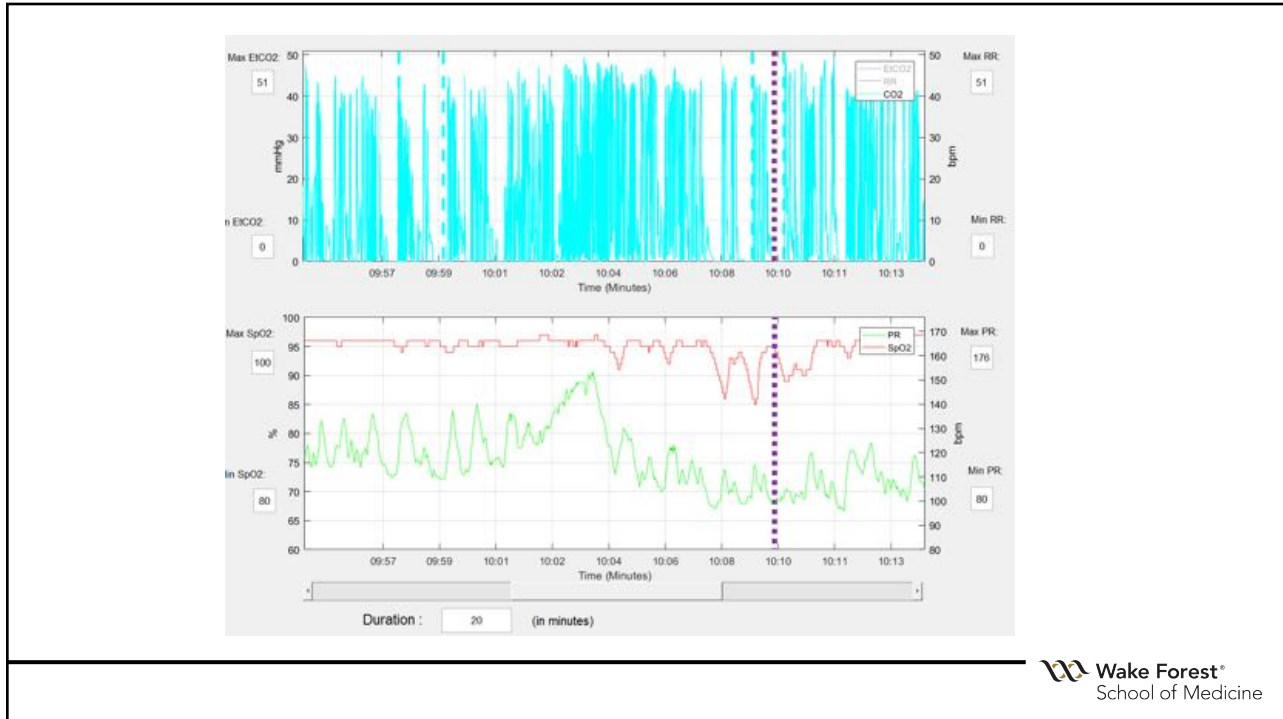 Max EtCO2:
51
50
40
30
20
10
0
mmHg
n EtCO2:
0
EtCO2
RR
CO2
50
40
30
20
10
0
bpm
Max RR:
51
Min RR:
0
09:57 09:59 10:01 10:02 10:04 10:06 10:08 10:10 10:11 10:13
Time (Minutes)
Max SpO2:
100
100
95
90
85
80
75
70
65
60
%
lin SpO2:
80
PR
SpO2
170
160
150
140
130
120
110
100
90
80
bpm
Max PR:
176
Min PR:
80
09:57 09:59 10:01 10:02 10:04 10:06 10:08 10:10 10:11 10:13
Time (Minutes)
Duration : 20 (in minutes)
Wake Forest®
School of Medicine